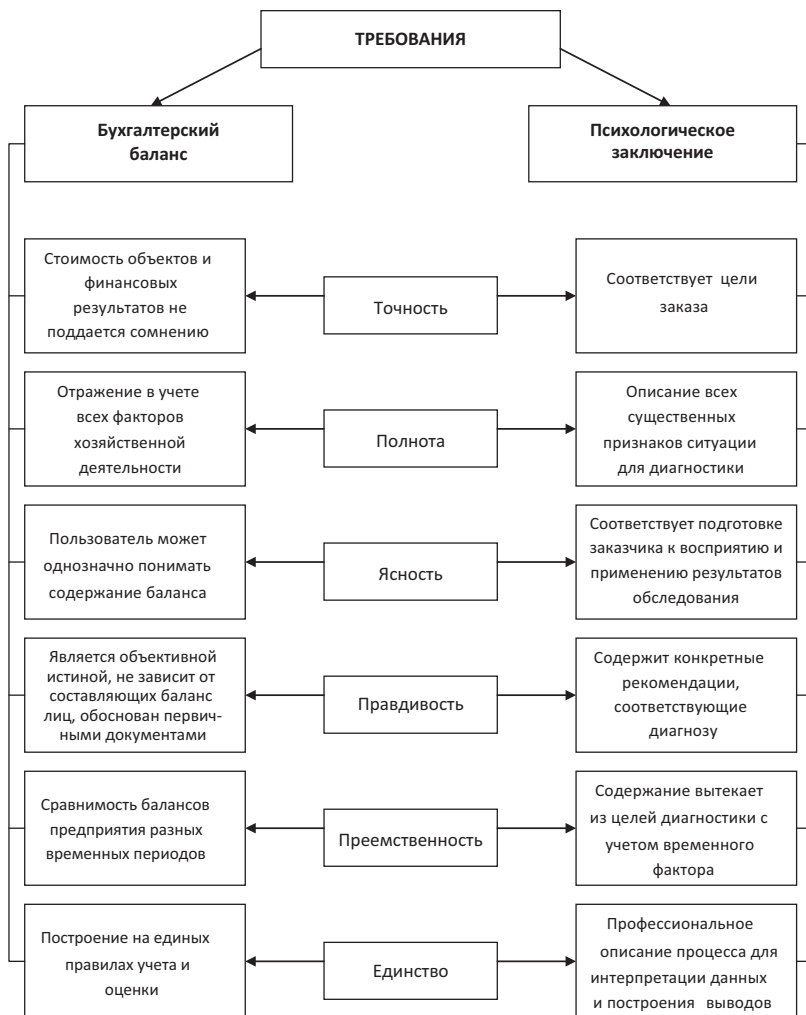 ТРЕБОВАНИЯ
Бухгалтерский
баланс
Психологическое
заключение
Стоимость объектов и
финансовых
результатов не
поддается сомнению
Точность
Соответствует цели
заказа
Отражение в учете
всех факторов
хозяйственной
деятельности
Полнота
Описание всех
существенных
признаков ситуации
для диагностики
Пользователь может
однозначно понимать
содержание баланса
Ясность
Соответствует подготовке
заказчика к восприятию и
применению результатов
обследования
Является объективной
истиной, не зависит от
составляющих баланс
лиц, обоснован первич-
ными документами
Правдивость
Содержит конкретные
рекомендации,
соответствующие
диагнозу
Сравнимость балансов
предприятия разных
временных периодов
Преемственность
Содержание вытекает
из целей диагностики с
учетом временного
фактора
Построение на единых
правилах учета и
оценки
Единство
Профессиональное
описание процесса для
интерпретации данных
и построения выводов